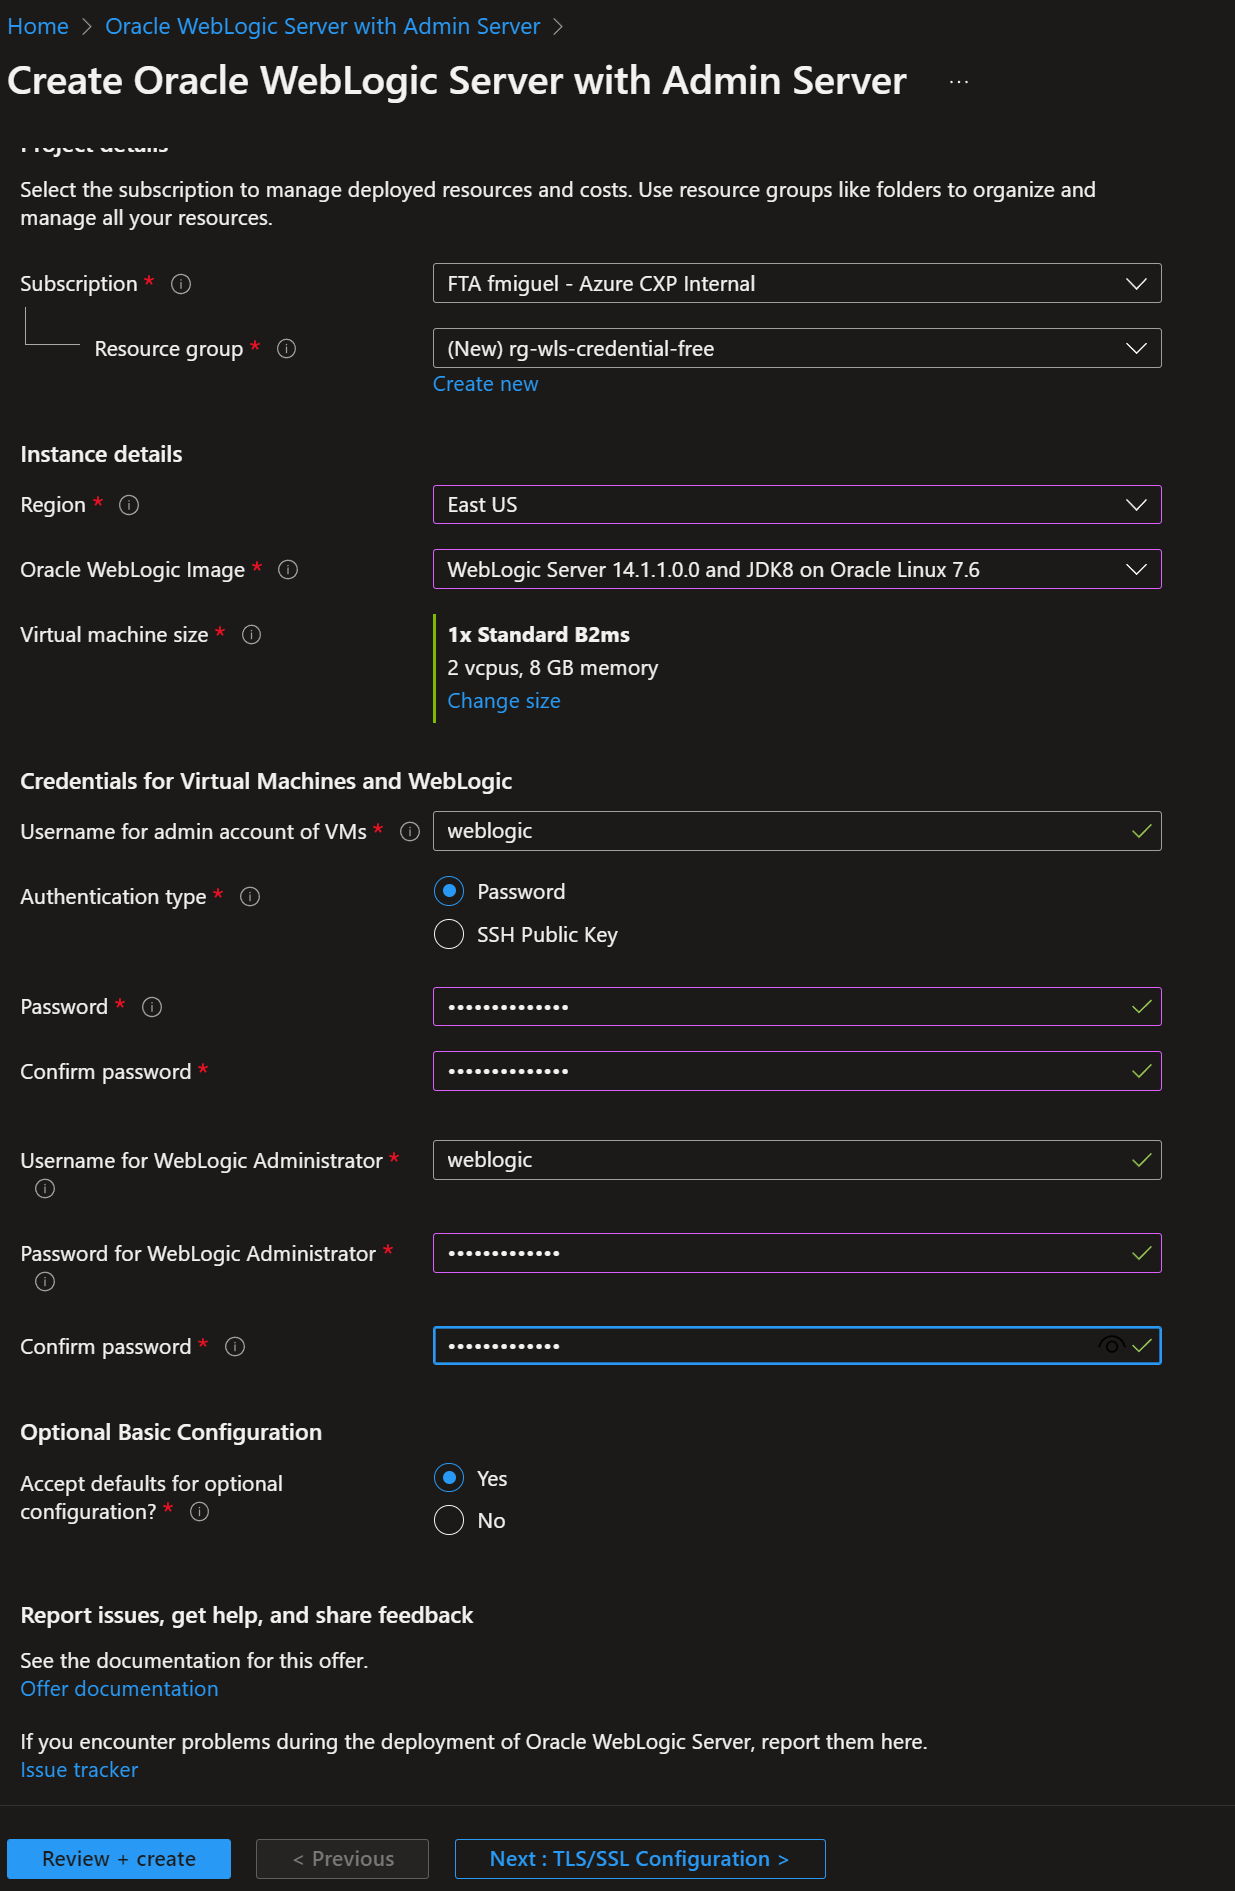 Home > Oracle WebLogic Server with Admin Server >
Create Oracle WebLogic Server with Admin Server ...
Project details
Select the subscription to manage deployed resources and costs. Use resource groups like folders to organize and
manage all your resources.
Subscription * FTA fmiguel - Azure CXP Internal
Resource group * (New) rg-wls-credential-free
Create new
Instance details
Region * East US
Oracle WebLogic Image * WebLogic Server 14.1.1.0.0 and JDK8 on Oracle Linux 7.6
Virtual machine size * 1x Standard B2ms
2 vcpus, 8 GB memory
Change size
Credentials for Virtual Machines and WebLogic
Username for admin account of VMs * weblogic
Authentication type * Password
SSH Public Key
Password * ••••••••••••••
Confirm password * ••••••••••••••
Username for WebLogic Administrator * weblogic
Password for WebLogic Administrator * •••••••••••••
Confirm password * •••••••••••••
Optional Basic Configuration
Accept defaults for optional
configuration? *
Yes
No
Report issues, get help, and share feedback
See the documentation for this offer.
Offer documentation
If you encounter problems during the deployment of Oracle WebLogic Server, report them here.
Issue tracker
Review + create < Previous Next : TLS/SSL Configuration >